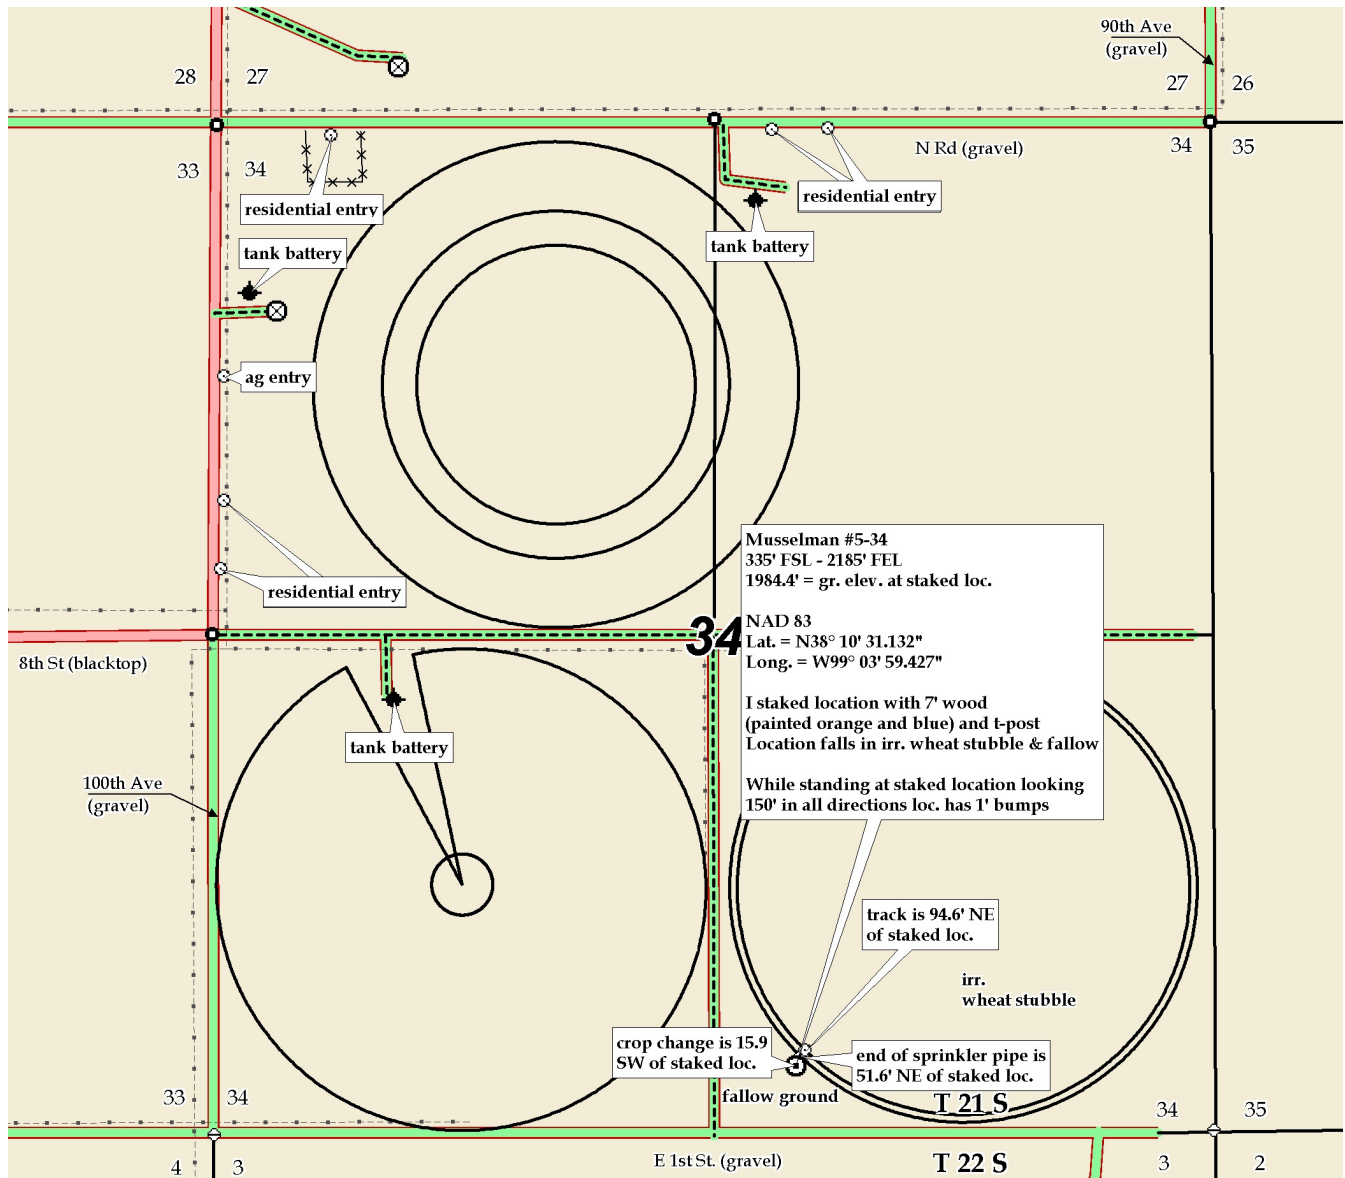 90th Ave
(gravel)
28
27
27
26
33
34
N Rd (gravel)
34
35
residential entry
residential entry
tank battery
tank battery
ag entry
residential entry
Musselman #5-34
335' FSL - 2185' FEL
1984.4' = gr. elev. at staked loc.
NAD 83
Lat. = N38° 10' 31.132"
Long. = W99° 03' 59.427"
I staked location with 7' wood
(painted orange and blue) and t-post
Location falls in irr. wheat stubble & fallow
While standing at staked location looking
150' in all directions loc. has 1' bumps
34
8th St (blacktop)
tank battery
100th Ave
(gravel)
track is 94.6' NE
of staked loc.
irr.
wheat stubble
crop change is 15.9
SW of staked loc.
end of sprinkler pipe is
51.6' NE of staked loc.
fallow ground
T 21 S
33
34
34
35
E 1st St. (gravel)
T 22 S
4
3
3
2